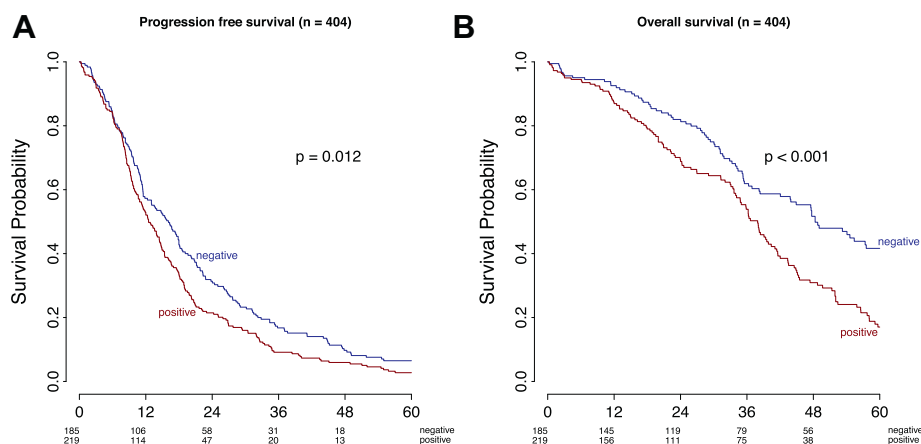 A
Progression free survival (n = 404)
Survival Probability
1.0
0.8
0.6
0.4
0.2
0.0
p = 0.012
negative
positive
0 12 24 36 48 60
185 106 58 31 18 negative
219 114 47 20 13 positive
B
Overall survival (n = 404)
Survival Probability
1.0
0.8
0.6
0.4
0.2
0.0
p < 0.001
negative
positive
0 12 24 36 48 60
185 145 119 79 56 negative
219 156 111 75 38 positive